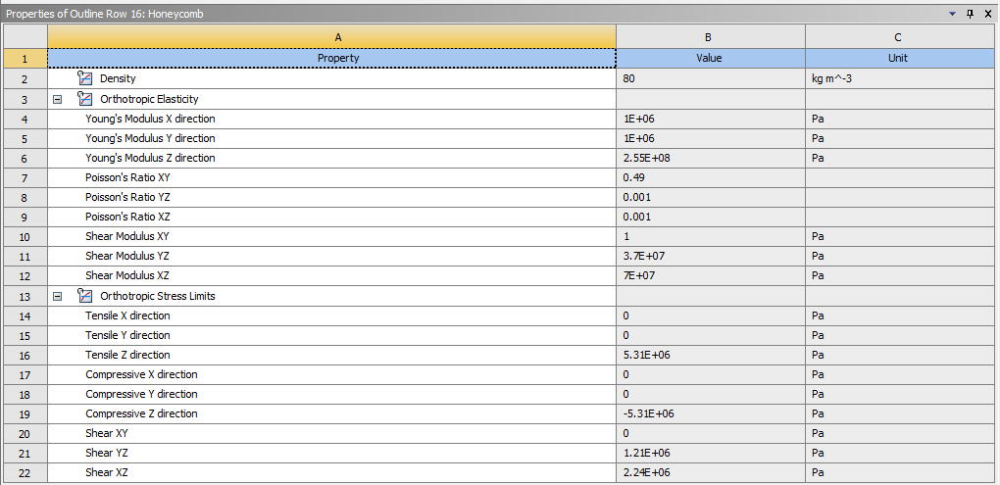 Properties of Outline Row 16: Honeycomb
A B C
1 Property Value Unit
2 Density 80 kg m^-3
3 Orthotropic Elasticity
4 Young's Modulus X direction 1E+06 Pa
5 Young's Modulus Y direction 1E+06 Pa
6 Young's Modulus Z direction 2.55E+08 Pa
7 Poisson's Ratio XY 0.49
8 Poisson's Ratio YZ 0.001
9 Poisson's Ratio XZ 0.001
10 Shear Modulus XY 1 Pa
11 Shear Modulus YZ 3.7E+07 Pa
12 Shear Modulus XZ 7E+07 Pa
13 Orthotropic Stress Limits
14 Tensile X direction 0 Pa
15 Tensile Y direction 0 Pa
16 Tensile Z direction 5.31E+06 Pa
17 Compressive X direction 0 Pa
18 Compressive Y direction 0 Pa
19 Compressive Z direction -5.31E+06 Pa
20 Shear XY 0 Pa
21 Shear YZ 1.21E+06 Pa
22 Shear XZ 2.24E+06 Pa